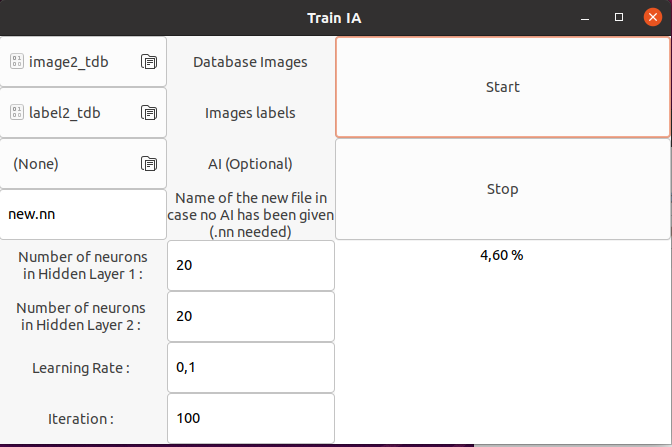 Train IA
image2_tdb
Database Images
Start
label2_tdb
Images labels
(None)
AI (Optional)
Stop
new.nn
Name of the new file in
case no AI has been given
(.nn needed)
Number of neurons
in Hidden Layer 1 :
20
4,60 %
Number of neurons
in Hidden Layer 2 :
20
Learning Rate :
0,1
Iteration :
100